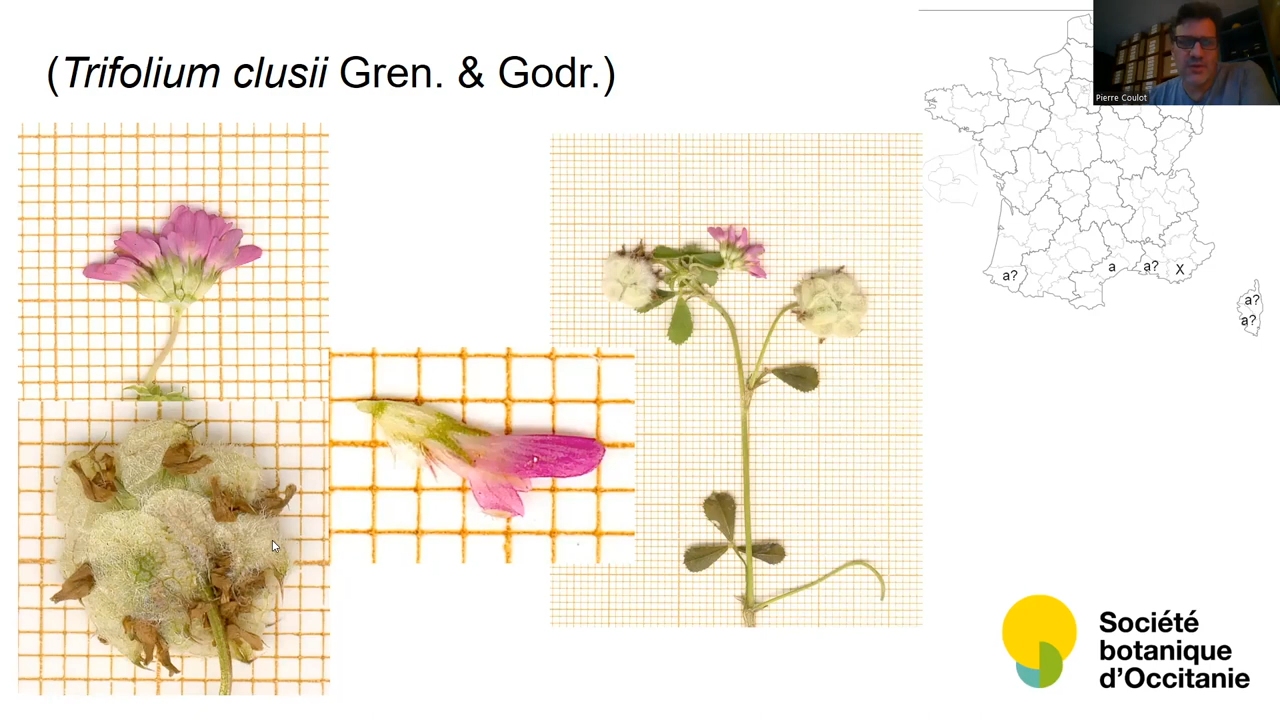 (Trifolium clusii Gren. & Godr.)
Pierre Coulot
a?
a
a?
X
a?
a?
Société
botanique
d'Occitanie